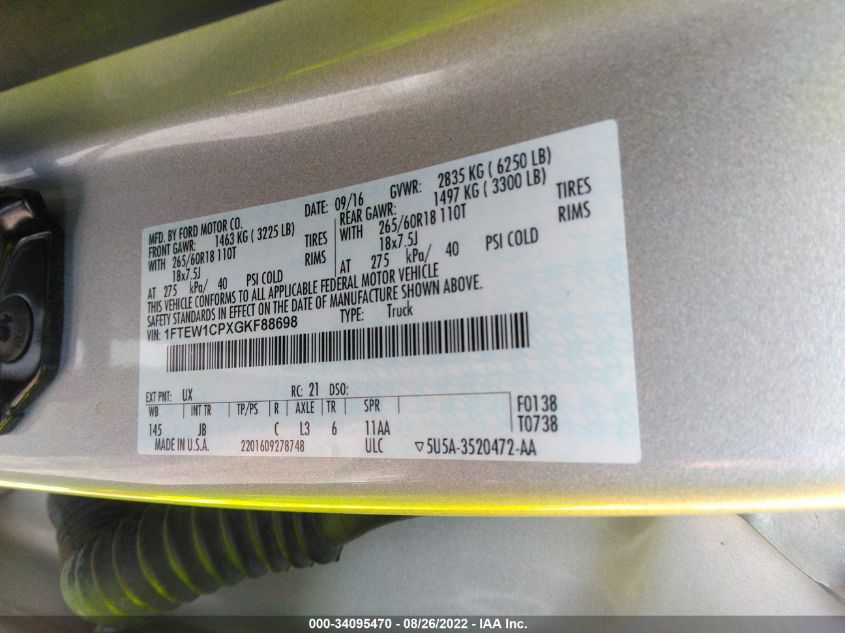 MFD. BY FORD MOTOR CO.
DATE: 09/16 GVWR: 2835 KG ( 6250 LB)
FRONT GAWR: 1463 KG ( 3225 LB)
REAR GAWR: 1497 KG ( 3300 LB)
WITH 265/60R18 110T TIRES
WITH 265/60R18 110T TIRES
18x7.5J RIMS
18x7.5J RIMS
AT 275 kPa/ 40 PSI COLD
AT 275 kPa/ 40 PSI COLD
THIS VEHICLE CONFORMS TO ALL APPLICABLE FEDERAL MOTOR VEHICLE
SAFETY STANDARDS IN EFFECT ON THE DATE OF MANUFACTURE SHOWN ABOVE.
VIN: 1FTEW1CPXGKF88698 TYPE: Truck
EXT PNT: UX RC: 21 DSO:
WB INT TR TP/PS R AXLE TR SPR F0138
145 JB C L3 6 11AA T0738
MADE IN U.S.A. 2201609278748 ULC ▽5U5A-3520472-AA
000-34095470 - 08/26/2022 - IAA Inc.